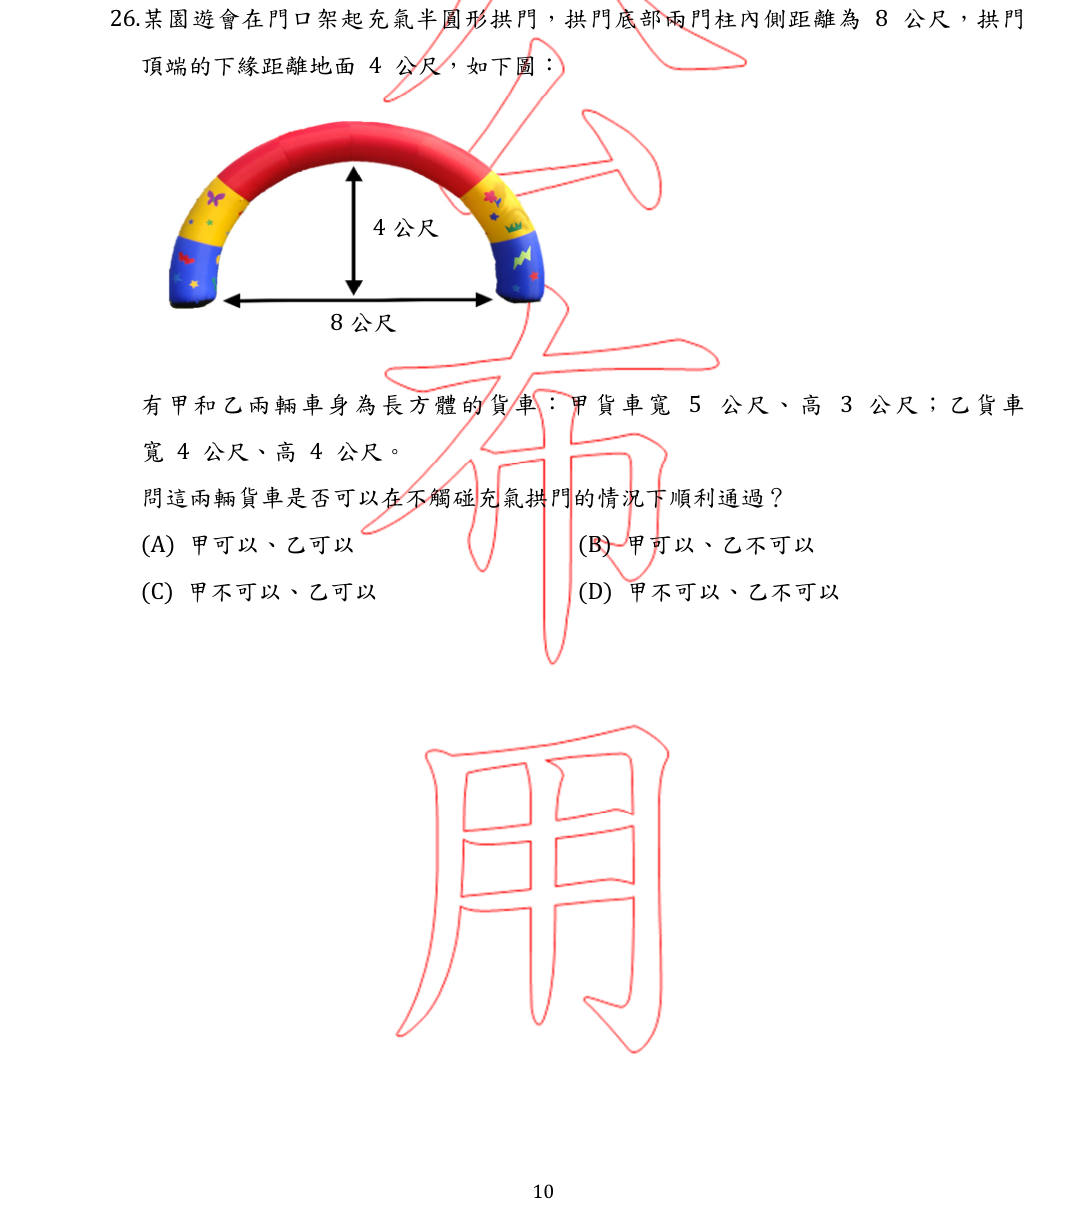 26.某園遊會在門口架起充氣半圓形拱門，拱門底部兩門柱內側距離為 8 公尺，拱門
頂端的下緣距離地面 4 公尺，如下圖：
4 公尺
8 公尺
有甲和乙兩輛車身為長方體的貨車：甲貨車寬 5 公尺、高 3 公尺；乙貨車
寬 4 公尺、高 4 公尺。
問這兩輛貨車是否可以在不觸碰充氣拱門的情況下順利通過？
(A) 甲可以、乙可以 (B) 甲可以、乙不可以
(C) 甲不可以、乙可以 (D) 甲不可以、乙不可以
公
布
用
10